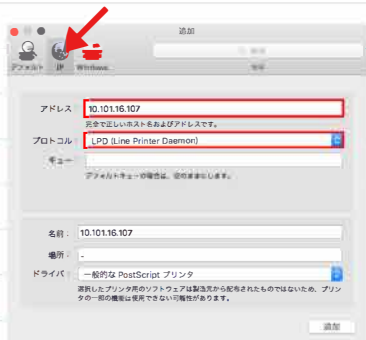 追加
デフォルト IP Windows
アドレス： 10.101.16.107
完全で正しいホスト名およびアドレスです。
プロトコル： LPD (Line Printer Daemon)
キュー：
デフォルトキューの場合は、空のままにします。
名前： 10.101.16.107
場所： -
ドライバ： 一般的な PostScript プリンタ
選択したプリンタ用のソフトウェアは製造元から配布されたものではないため、プリン
タの一部の機能は使用できない可能性があります。
追加